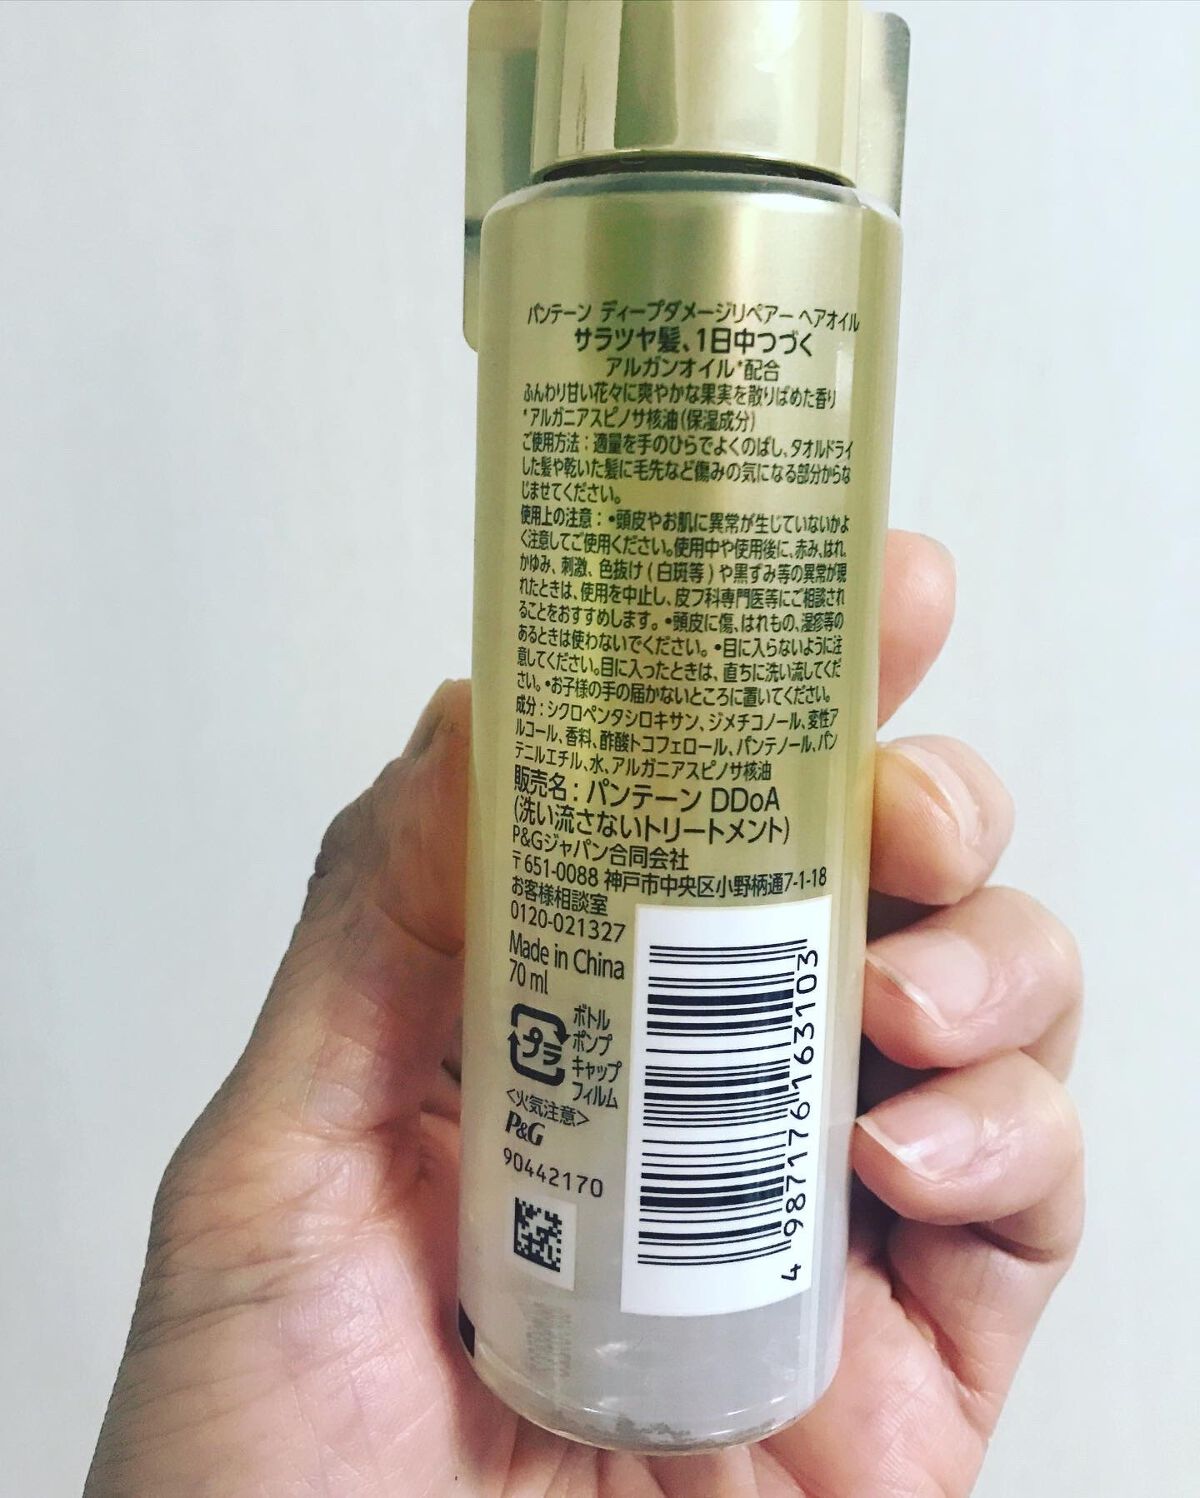 パンテーン ディープダメージリペアー ヘアオイル
サラツヤ髪、1日中つづく
アルガンオイル*配合
ふんわり甘い花々に爽やかな果実を散りばめた香り
*アルガニアスピノサ核油(保湿成分)
ご使用方法：適量を手のひらでよくのばし、タオルドライ
した髪や乾いた髪に毛先など傷みの気になる部分からな
じませてください。
使用上の注意：•頭皮やお肌に異常が生じていないかよ
く注意してご使用ください。使用中や使用後に、赤み、はれ、
かゆみ、刺激、色抜け(白斑等)や黒ずみ等の異常が現
れたときは、使用を中止し、皮フ科専門医等にご相談され
ることをおすすめします。•頭皮に傷、はれもの、湿疹等の
あるときは使わないでください。•目に入らないように注
意してください。目に入ったときは、直ちに洗い流してくだ
さい。•お子様の手の届かないところに置いてください。
成分：シクロペンタシロキサン、ジメチコノール、変性ア
ルコール、香料、酢酸トコフェロール、パンテノール、パン
テニルエチル、水、アルガニアスピノサ核油
販売名：パンテーン DDoA
(洗い流さないトリートメント)
P&Gジャパン合同会社
〒651-0088 神戸市中央区小野柄通7-1-18
お客様相談室
0120-021327
Made in China
70 ml
プラ
ボトル
ポンプ
キャップ
フィルム
<火気注意>
P&G
90442170
4 987176 163103